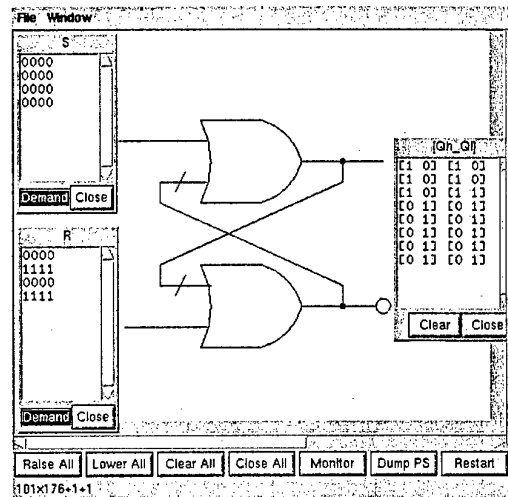 File Window
S
0000
0000
0000
0000
Demand Close
R
0000
1111
0000
1111
Demand Close
[Qh_Ql]
[1 0] [1 0]
[1 0] [1 0]
[1 0] [1 1]
[0 1] [0 1]
[0 1] [0 1]
[0 1] [0 1]
[0 1] [0 1]
[0 1] [0 1]
Clear Close
Raise All Lower All Clear All Close All Monitor Dump PS Restart
101x176+1+1